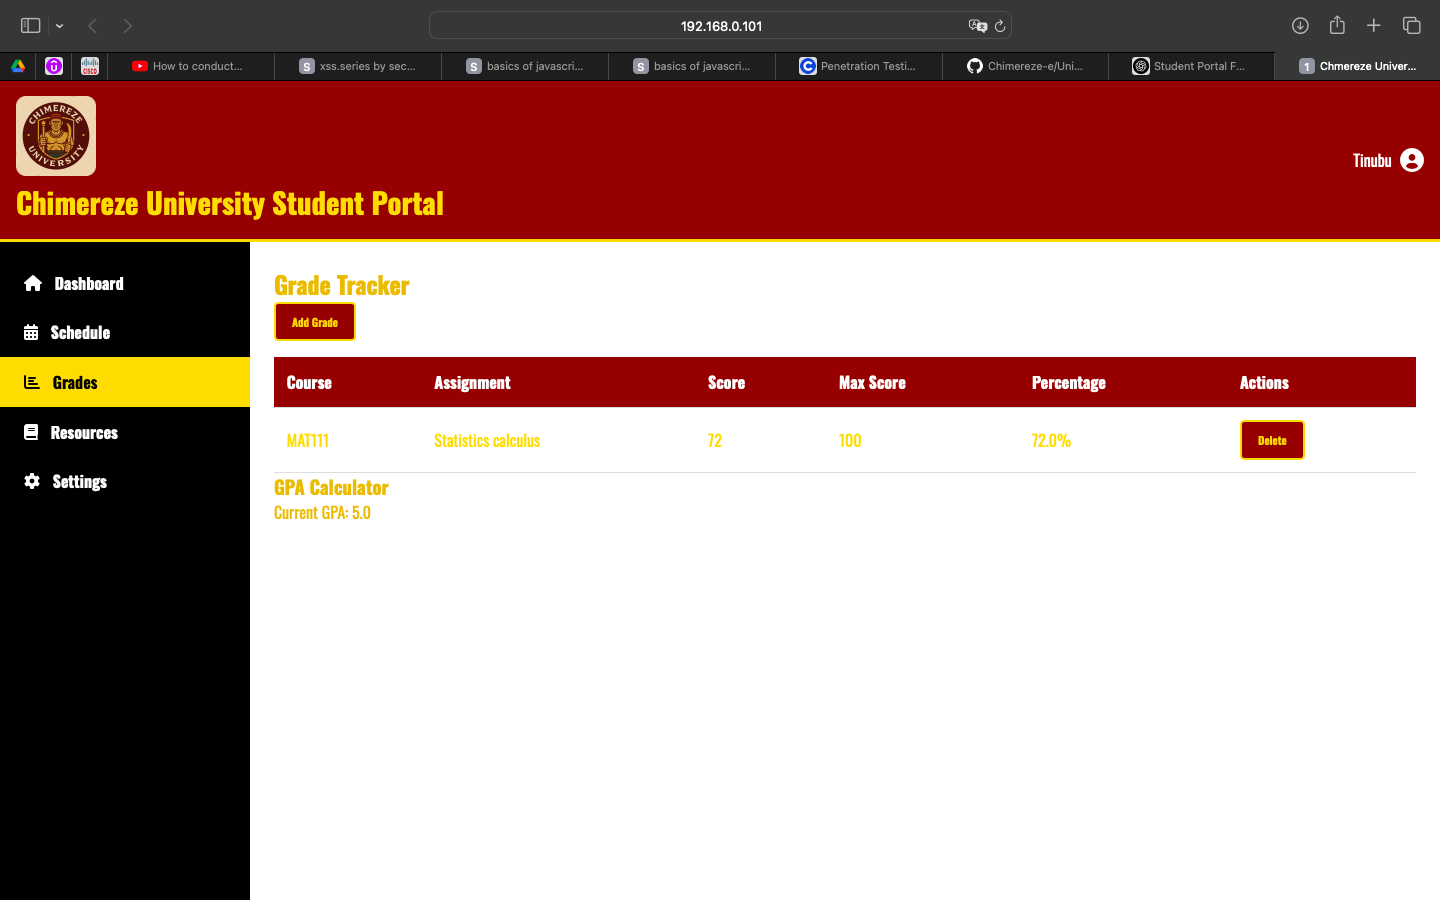 192.168.0.101
How to conduct...
S xss.series by sec...
S basics of javascri...
S basics of javascri...
C Penetration Testi...
Chimereze-e/Uni...
Student Portal F...
1 Chmereze Univer...
CISCO
CHIMEREZE
UNIVERSITY
Tinubu
Chimereze University Student Portal
Dashboard
Schedule
Grades
Resources
Settings
Grade Tracker
Add Grade
Course Assignment Score Max Score Percentage Actions
MAT111 Statistics calculus 72 100 72.0% Delete
GPA Calculator
Current GPA: 5.0